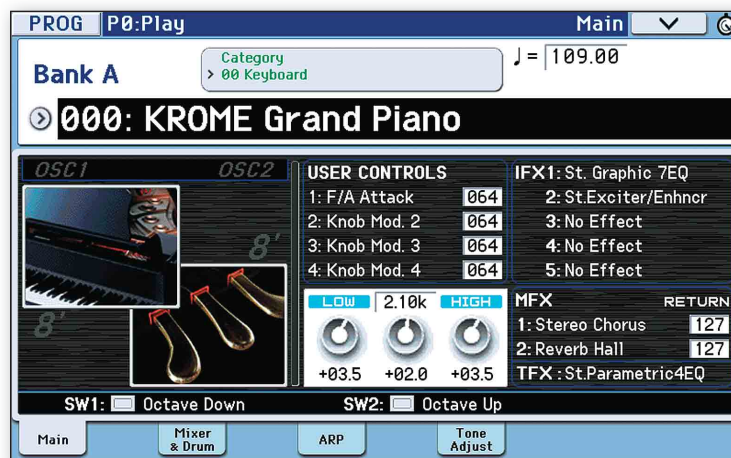 PROG P0:Play Main
Category
Bank A > 00 Keyboard ♩= 109.00
000: KROME Grand Piano
OSC1 OSC2
8'
8'
USER CONTROLS
1: F/A Attack 064
2: Knob Mod. 2 064
3: Knob Mod. 3 064
4: Knob Mod. 4 064
LOW 2.10k HIGH
+03.5 +02.0 +03.5
IFX1: St. Graphic 7EQ
2: St.Exciter/Enhncr
3: No Effect
4: No Effect
5: No Effect
MFX RETURN
1: Stereo Chorus 127
2: Reverb Hall 127
TFX : St.Parametric4EQ
SW1: Octave Down SW2: Octave Up
Main Mixer & Drum ARP Tone Adjust